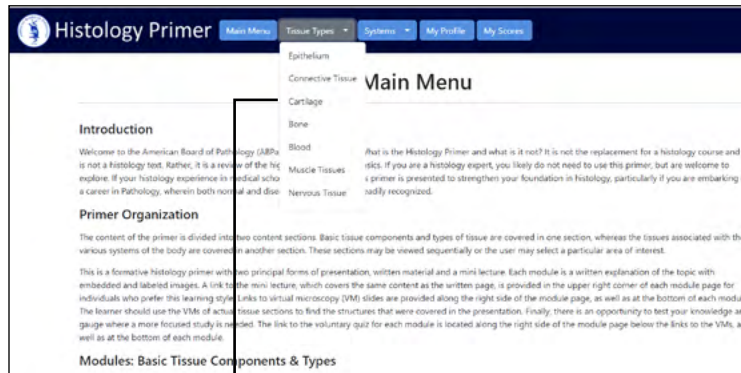 Histology Primer Main Menu Tissue Types Systems My Profile My Scores
Epithelium
Connective Tissue
Cartilage
Bone
Blood
Muscle Tissues
Nervous Tissue
Main Menu
Introduction
Welcome to the American Board of Pathology (ABPa What is the Histology Primer and what is it not? It is not the replacement for a histology course and
is not a histology text. Rather, it is a review of the hig sics. If you are a histology expert, you likely do not need to use this primer, but are welcome to
explore. If your histology experience in medical scho s primer is presented to strengthen your foundation in histology, particularly if you are embarking
a career in Pathology, wherein both normal and dise eadily recognized.
Primer Organization
The content of the primer is divided into two content sections. Basic tissue components and types of tissue are covered in one section, whereas the tissues associated with the
various systems of the body are covered in another section. These sections may be viewed sequentially or the user may select a particular area of interest.
This is a formative histology primer with two principal forms of presentation, written material and a mini lecture. Each module is a written explanation of the topic with
embedded and labeled images. A link to the mini lecture, which covers the same content as the written page, is provided in the upper right corner of each module page for
individuals who prefer this learning style. Links to virtual microscopy (VM) slides are provided along the right side of the module page, as well as at the bottom of each modu
The learner should use the VMs of actual tissue sections to find the structures that were covered in the presentation. Finally, there is an opportunity to test your knowledge an
gauge where a more focused study is needed. The link to the voluntary quiz for each module is located along the right side of the module page below the links to the VMs, a
well as at the bottom of each module.
Modules: Basic Tissue Components & Types